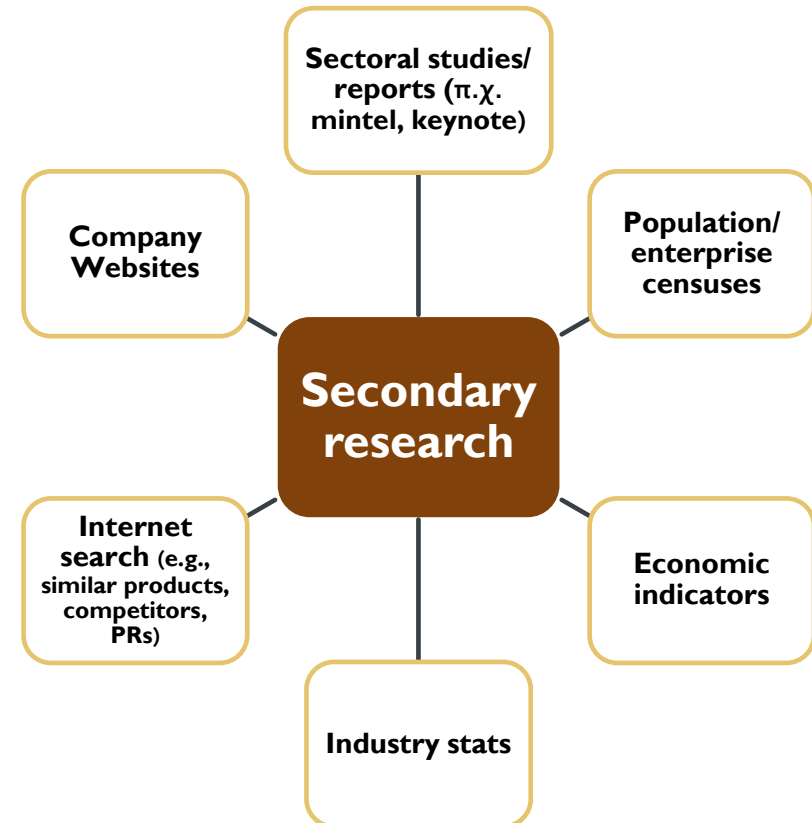 Sectoral studies/
reports (π.χ.
mintel, keynote)
Population/
enterprise
censuses
Economic
indicators
Industry stats
Internet
search (e.g.,
similar products,
competitors,
PRs)
Company
Websites
Secondary
research